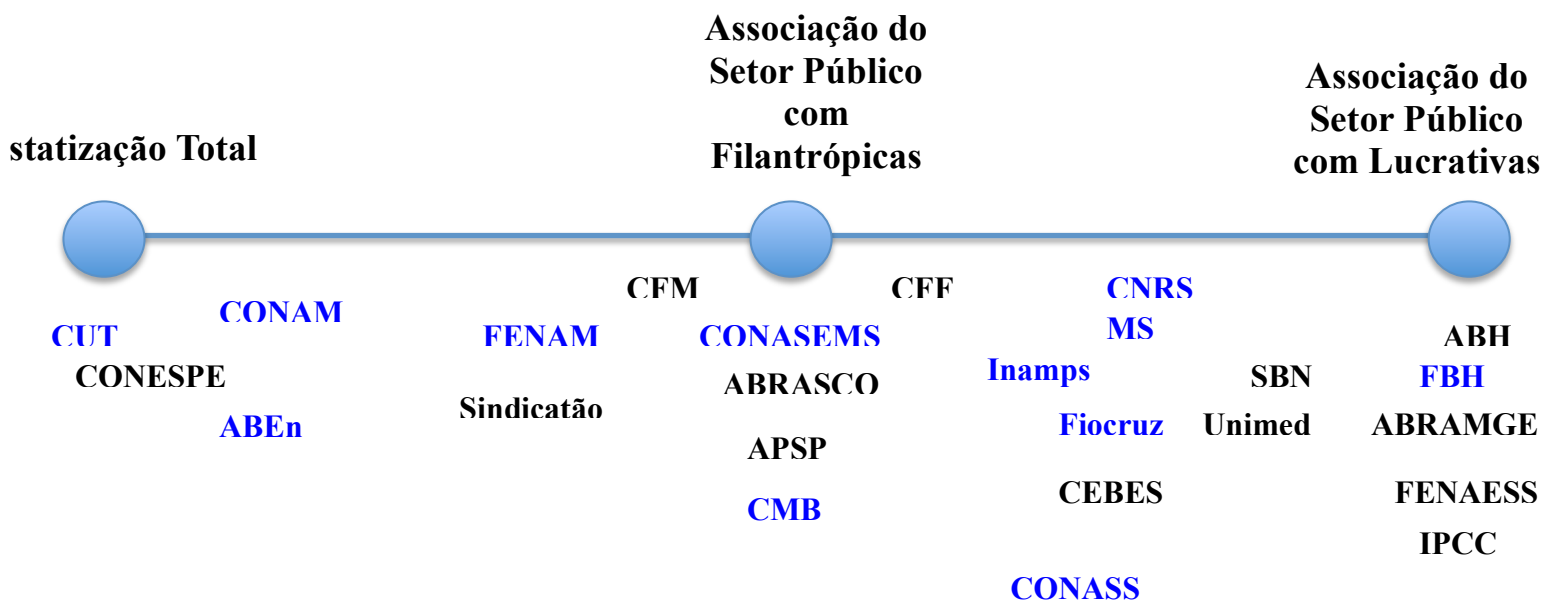 statização Total
Associação do
Setor Público
com
Filantrópicas
Associação do
Setor Público
com Lucrativas
CUT
CONESPE
CONAM
ABEn
FENAM
Sindicatão
CFM
CONASEMS
ABRASCO
APSP
CMB
CFF
Inamps
CNRS
MS
Fiocruz
CEBES
CONASS
SBN
Unimed
ABH
FBH
ABRAMGE
FENAESS
IPCC